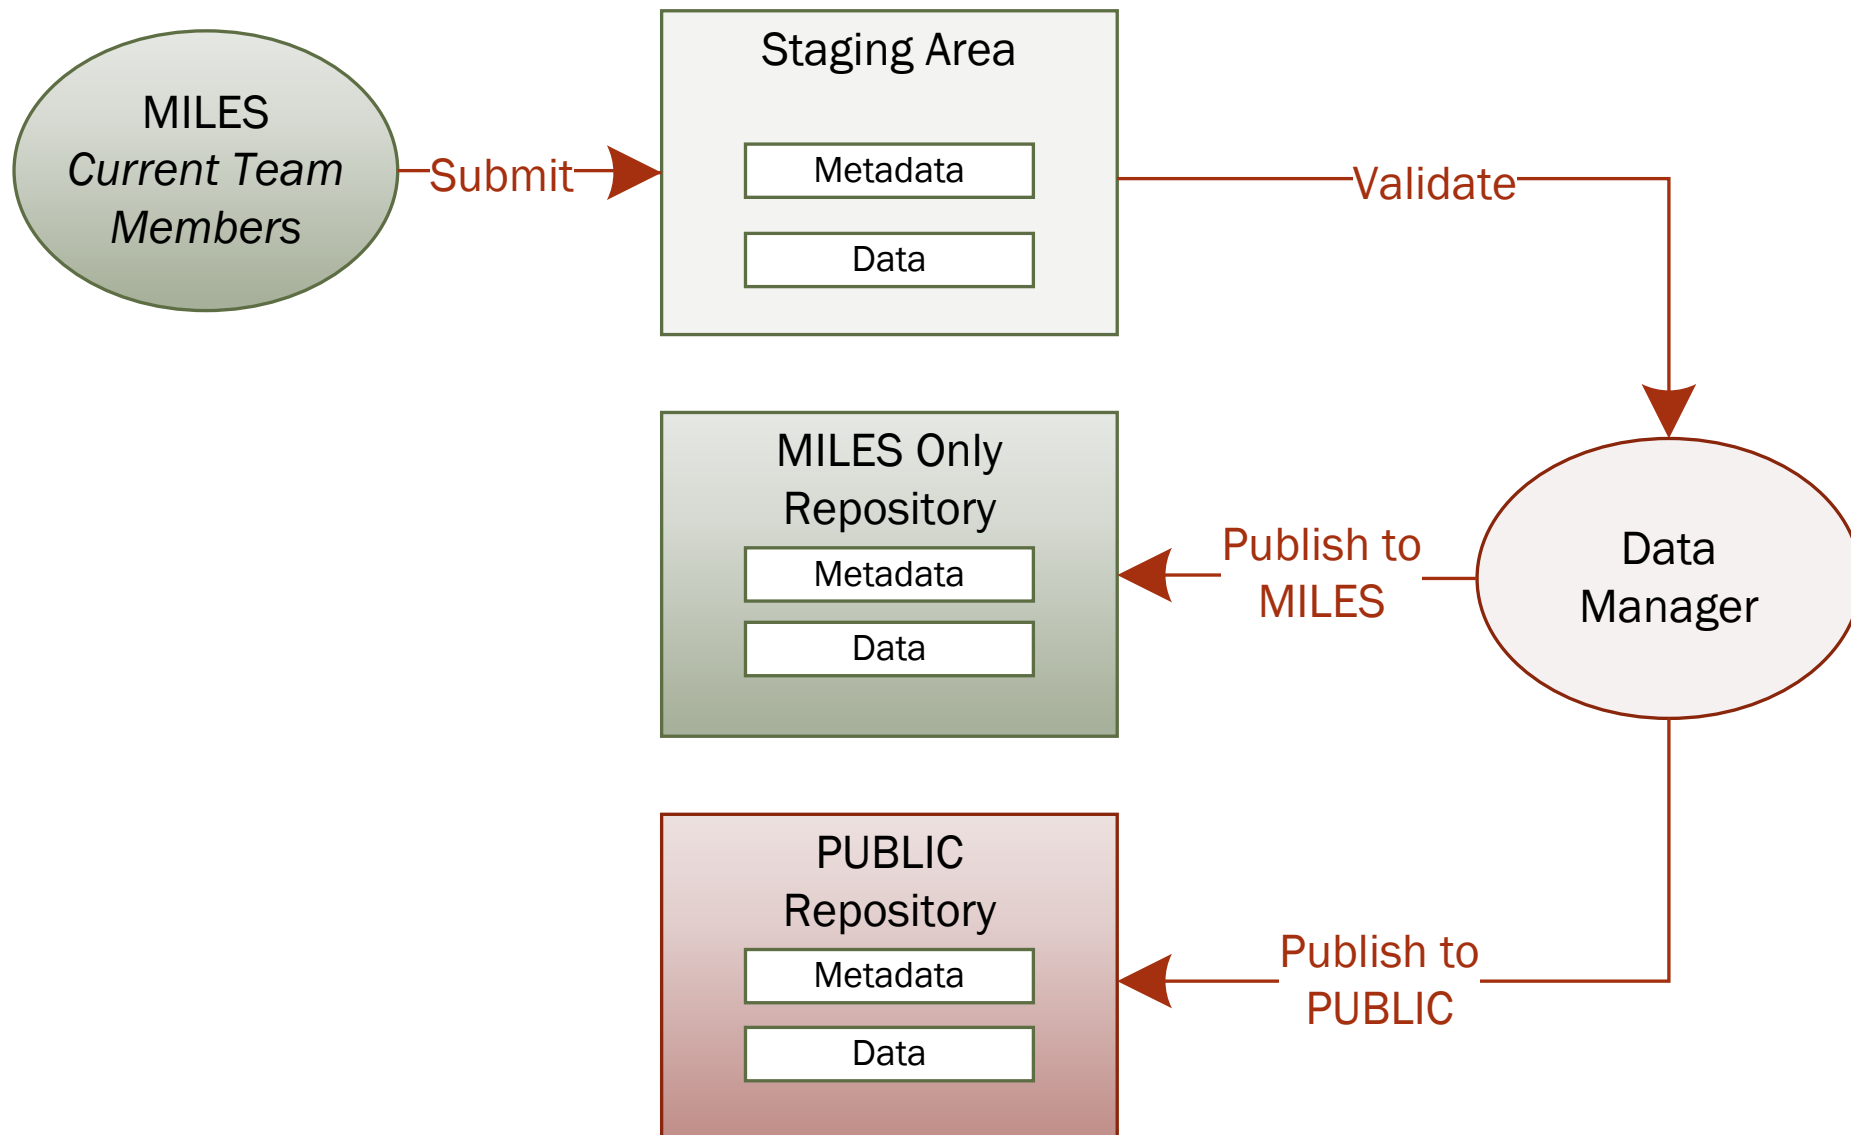 MILES
Current Team
Members
Submit
Staging Area
Metadata
Data
Validate
MILES Only
Repository
Metadata
Data
Publish to
MILES
Data
Manager
PUBLIC
Repository
Metadata
Data
Publish to
PUBLIC